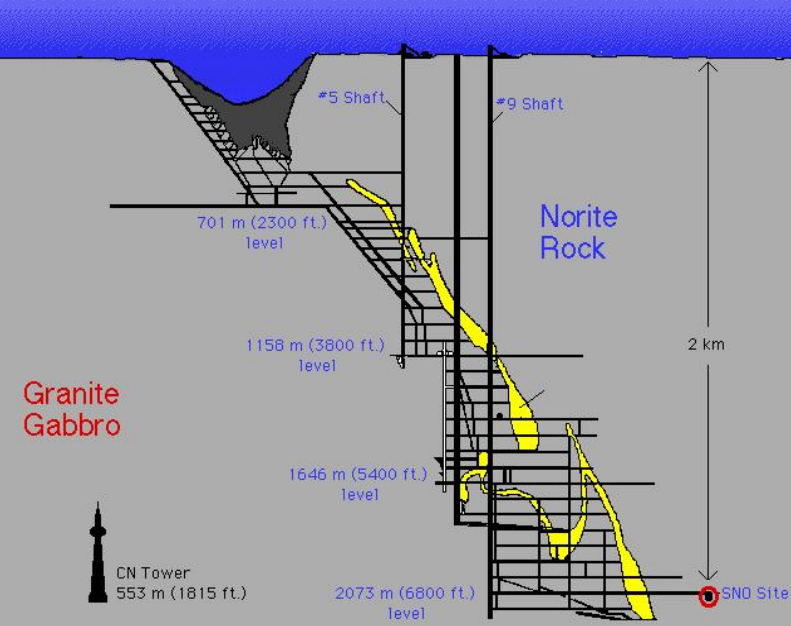 #5 Shaft
#9 Shaft
701 m (2300 ft.)
level
Norite
Rock
1158 m (3800 ft.)
level
2 km
Granite
Gabbro
1646 m (5400 ft.)
level
CN Tower
553 m (1815 ft.)
2073 m (6800 ft.)
level
SNO Site